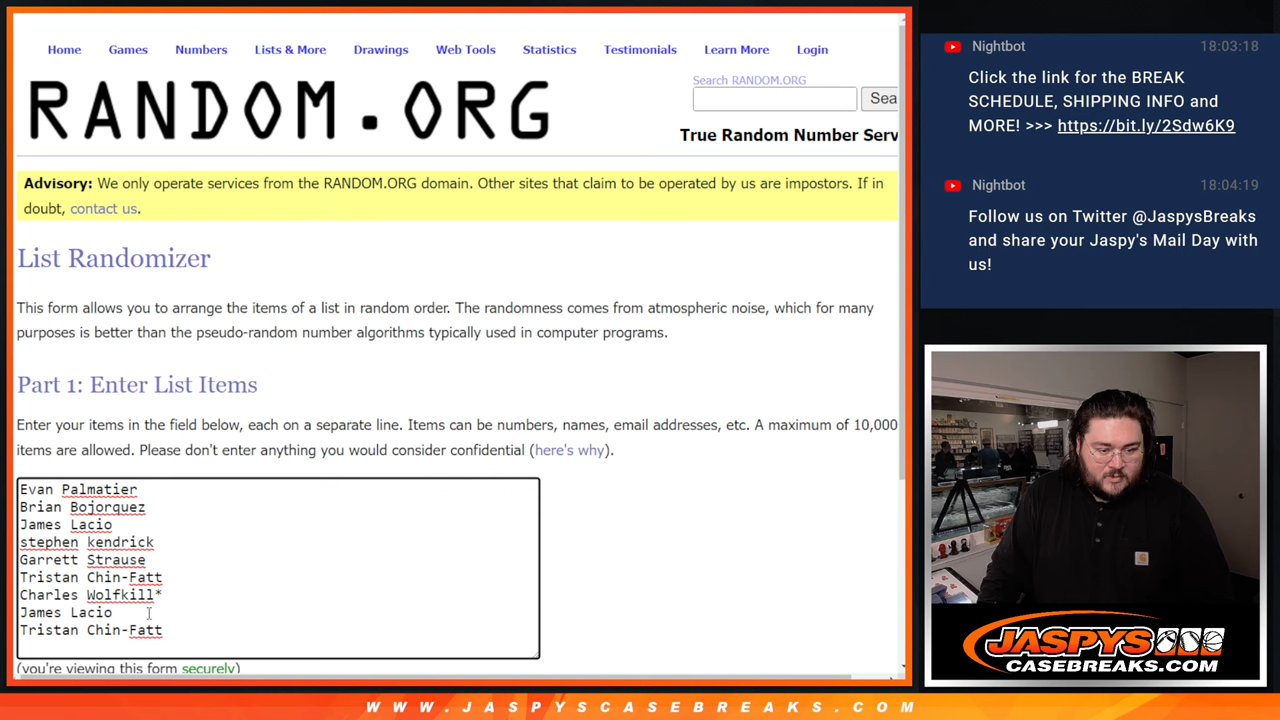 Home Games Numbers Lists & More Drawings Web Tools Statistics Testimonials Learn More Login
RANDOM.ORG
Search RANDOM.ORG
Sea
True Random Number Serv
Advisory: We only operate services from the RANDOM.ORG domain. Other sites that claim to be operated by us are impostors. If in
doubt, contact us.
List Randomizer
This form allows you to arrange the items of a list in random order. The randomness comes from atmospheric noise, which for many
purposes is better than the pseudo-random number algorithms typically used in computer programs.
Part 1: Enter List Items
Enter your items in the field below, each on a separate line. Items can be numbers, names, email addresses, etc. A maximum of 10,000
items are allowed. Please don't enter anything you would consider confidential (here's why).
Evan Palmatier
Brian Bojorquez
James Lacio
stephen kendrick
Garrett Strause
Tristan Chin-Fatt
Charles Wolfkill*
James Lacio
Tristan Chin-Fatt
(you're viewing this form securely)
Nightbot 18:03:18
Click the link for the BREAK
SCHEDULE, SHIPPING INFO and
MORE! >>> https://bit.ly/2Sdw6K9
Nightbot 18:04:19
Follow us on Twitter @JaspysBreaks
and share your Jaspy's Mail Day with
us!
JASPYS
CASEBREAKS.COM
WWW.JASPYSCASEBREAKS.COM